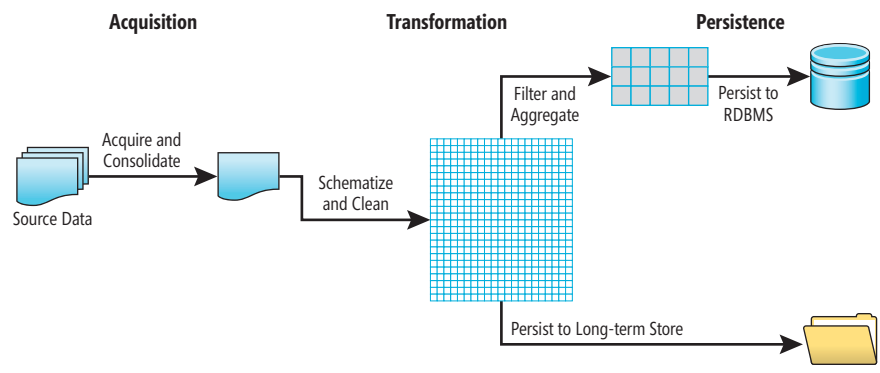 Acquisition
Transformation
Persistence
Acquire and
Consolidate
Source Data
Schematize
and Clean
Filter and
Aggregate
Persist to
RDBMS
Persist to Long-term Store